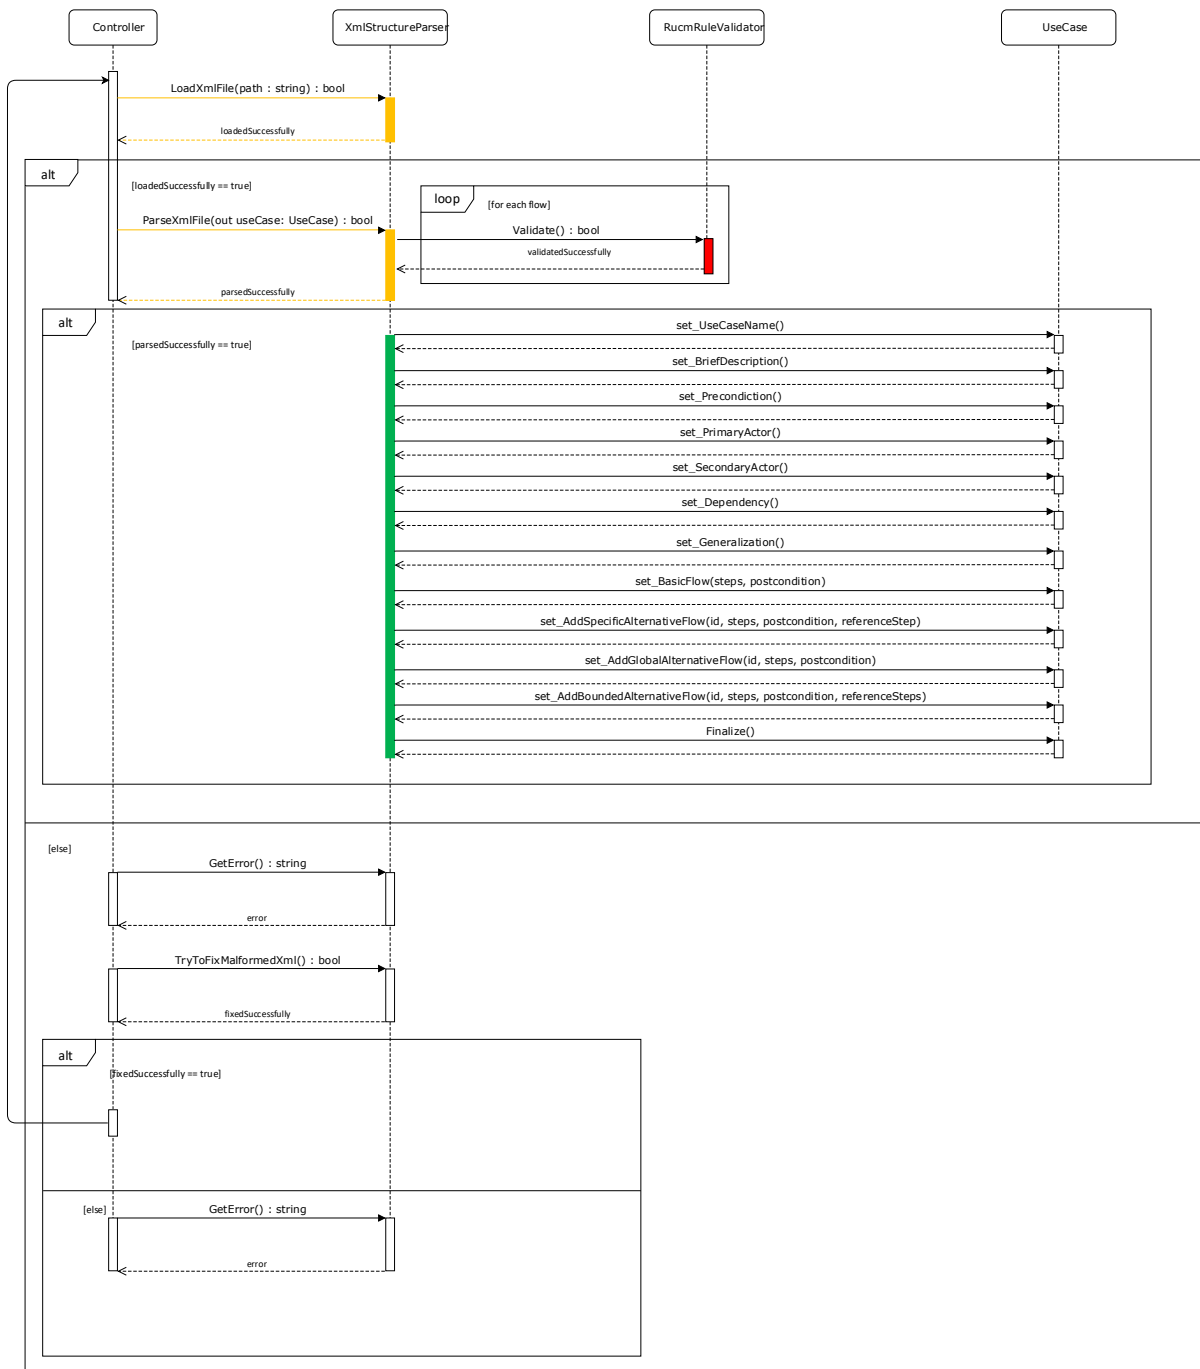 Controller
XmlStructureParser
RucmRuleValidator
UseCase
LoadXmlFile(path : string) : bool
loadedSuccessfully
alt
[loadedSuccessfully == true]
loop
[for each flow]
ParseXmlFile(out useCase: UseCase) : bool
Validate() : bool
validatedSuccessfully
parsedSuccessfully
alt
[parsedSuccessfully == true]
set_UseCaseName()
set_BriefDescription()
set_Precondiction()
set_PrimaryActor()
set_SecondaryActor()
set_Dependency()
set_Generalization()
set_BasicFlow(steps, postcondition)
set_AddSpecificAlternativeFlow(id, steps, postcondition, referenceStep)
set_AddGlobalAlternativeFlow(id, steps, postcondition)
set_AddBoundedAlternativeFlow(id, steps, postcondition, referenceSteps)
Finalize()
[else]
GetError() : string
error
TryToFixMalformedXml() : bool
fixedSuccessfully
alt
[fixedSuccessfully == true]
[else]
GetError() : string
error